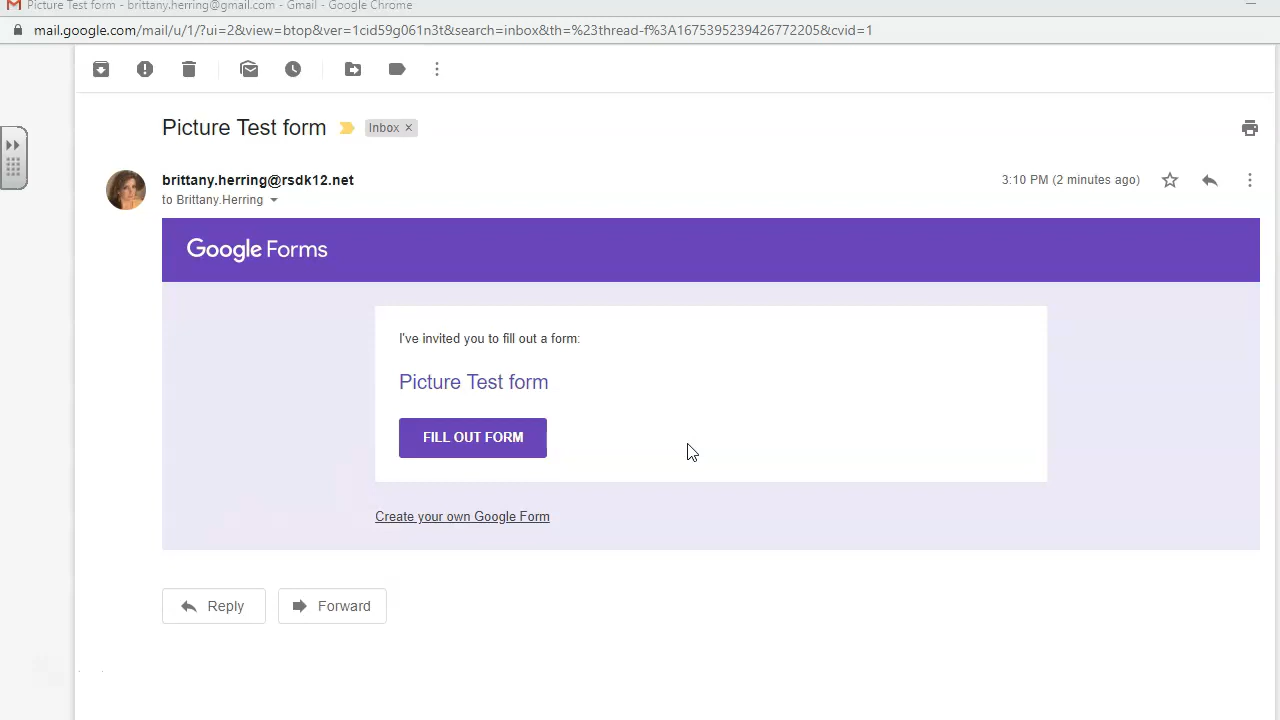 Picture Test form - brittany.herring@gmail.com - Gmail - Google Chrome
mail.google.com/mail/u/1/?ui=2&view=btop&ver=1cid59g061n3t&search=inbox&th=%23thread-f%3A1675395239426772205&cvid=1
Picture Test form Inbox ×
brittany.herring@rsdk12.net 3:10 PM (2 minutes ago)
to Brittany.Herring
Google Forms
I've invited you to fill out a form:
Picture Test form
FILL OUT FORM
Create your own Google Form
Reply Forward